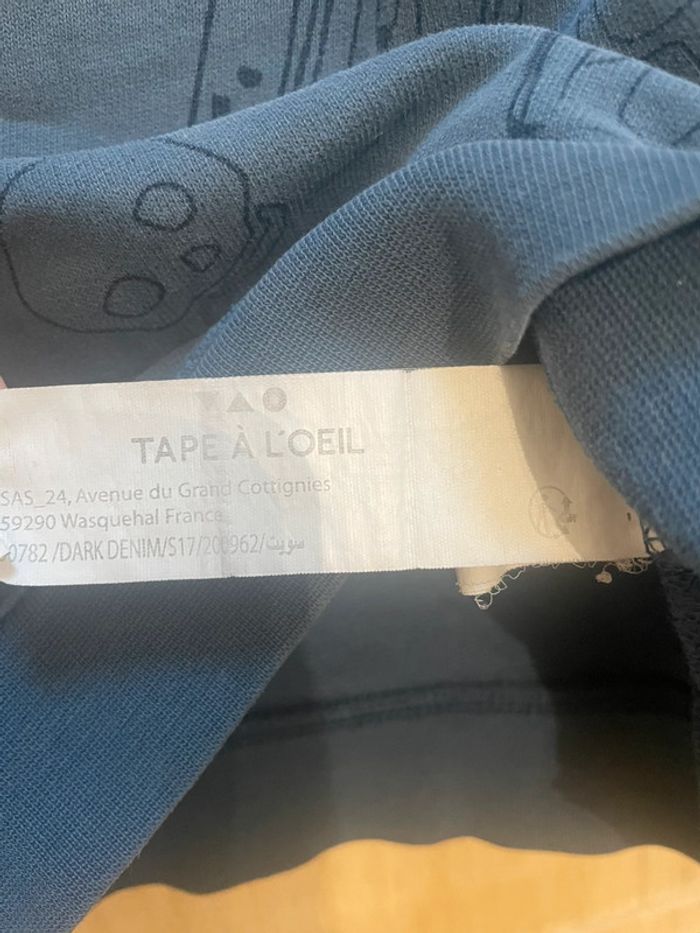 TAPE À L'OEIL
SAS_24, Avenue du Grand Cottignies
59290 Wasquehal France
0782 /DARK DENIM/S17/200962/سويت